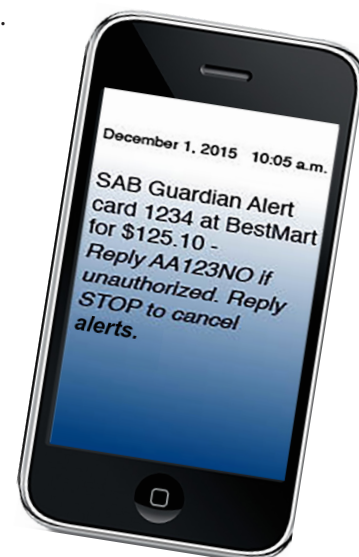 .
December 1, 2015 10:05 a.m.
SAB Guardian Alert
card 1234 at BestMart
for $125.10 -
Reply AA123NO if
unauthorized. Reply
STOP to cancel
alerts.